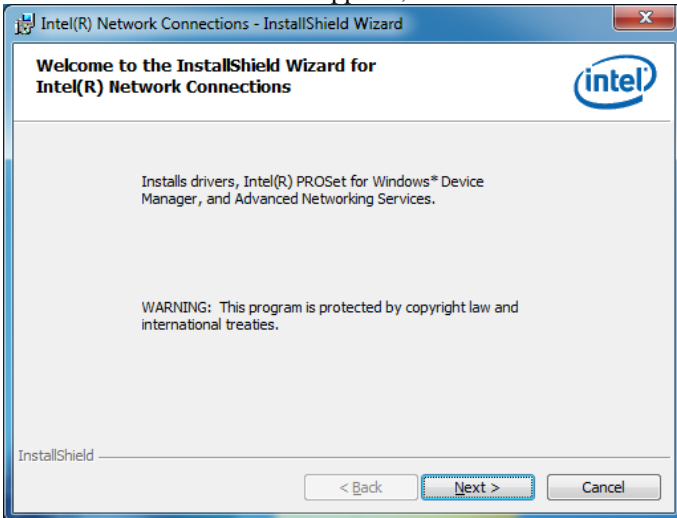 Intel(R) Network Connections - InstallShield Wizard
Welcome to the InstallShield Wizard for
Intel(R) Network Connections
intel
Installs drivers, Intel(R) PROSet for Windows* Device
Manager, and Advanced Networking Services.
WARNING: This program is protected by copyright law and
international treaties.
InstallShield
< Back Next > Cancel